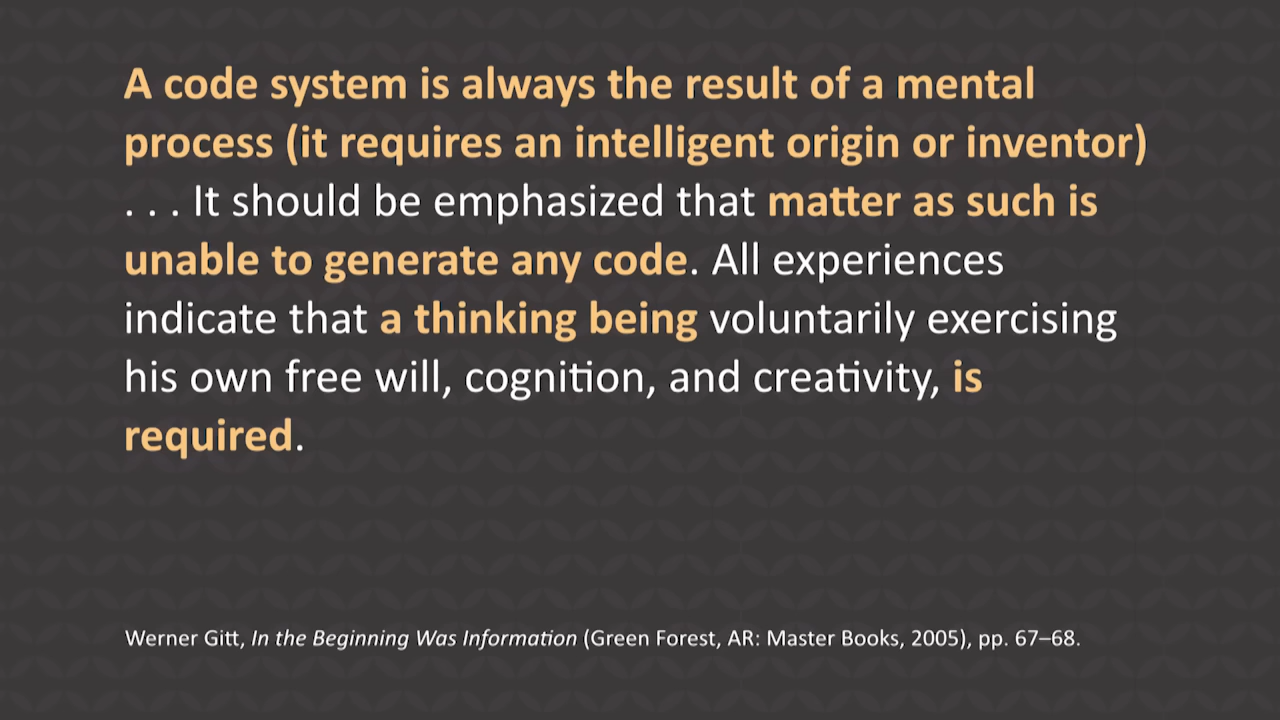 A code system is always the result of a mental
process (it requires an intelligent origin or inventor)
. . . It should be emphasized that matter as such is
unable to generate any code. All experiences
indicate that a thinking being voluntarily exercising
his own free will, cognition, and creativity, is
required.
Werner Gitt, In the Beginning Was Information (Green Forest, AR: Master Books, 2005), pp. 67–68.